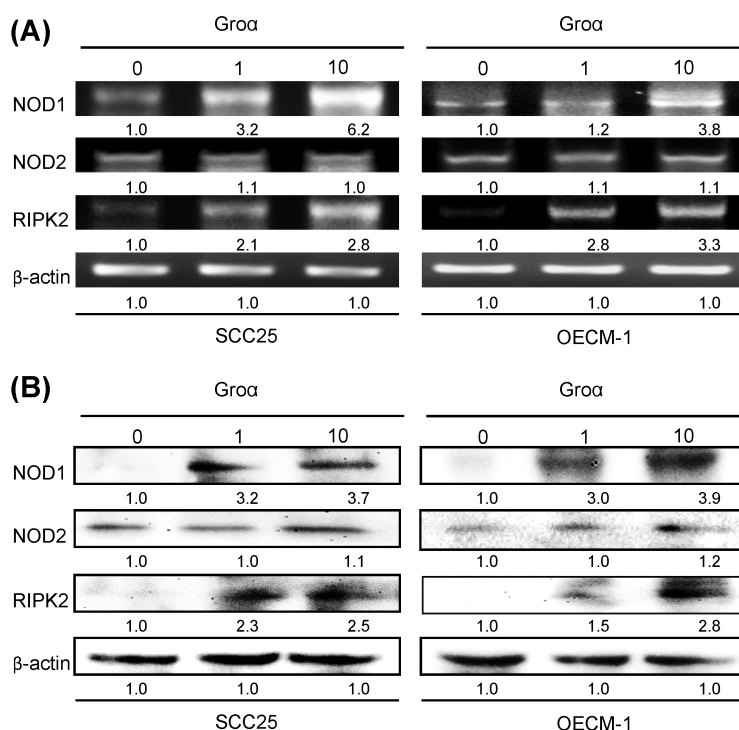 (A)
Groα Groα
0 1 10 0 1 10
NOD1
1.0 3.2 6.2 1.0 1.2 3.8
NOD2
1.0 1.1 1.0 1.0 1.1 1.1
RIPK2
1.0 2.1 2.8 1.0 2.8 3.3
β-actin
1.0 1.0 1.0 1.0 1.0 1.0
SCC25 OECM-1
(B)
Groα Groα
0 1 10 0 1 10
NOD1
1.0 3.2 3.7 1.0 3.0 3.9
NOD2
1.0 1.0 1.1 1.0 1.0 1.2
RIPK2
1.0 2.3 2.5 1.0 1.5 2.8
β-actin
1.0 1.0 1.0 1.0 1.0 1.0
SCC25 OECM-1